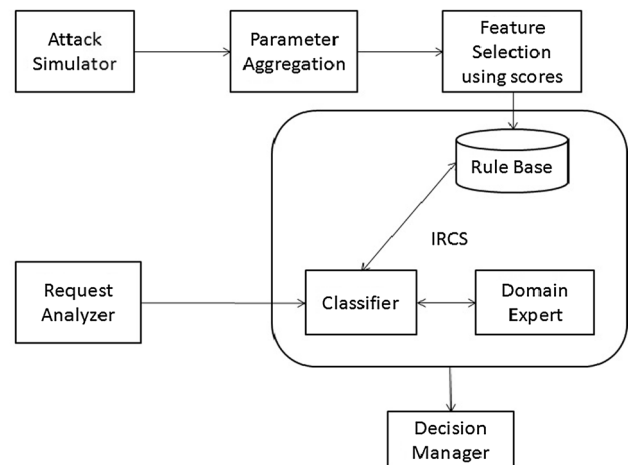 Attack
Simulator
Parameter
Aggregation
Feature
Selection
using scores
Rule Base
IRCS
Request
Analyzer
Classifier
Domain
Expert
Decision
Manager